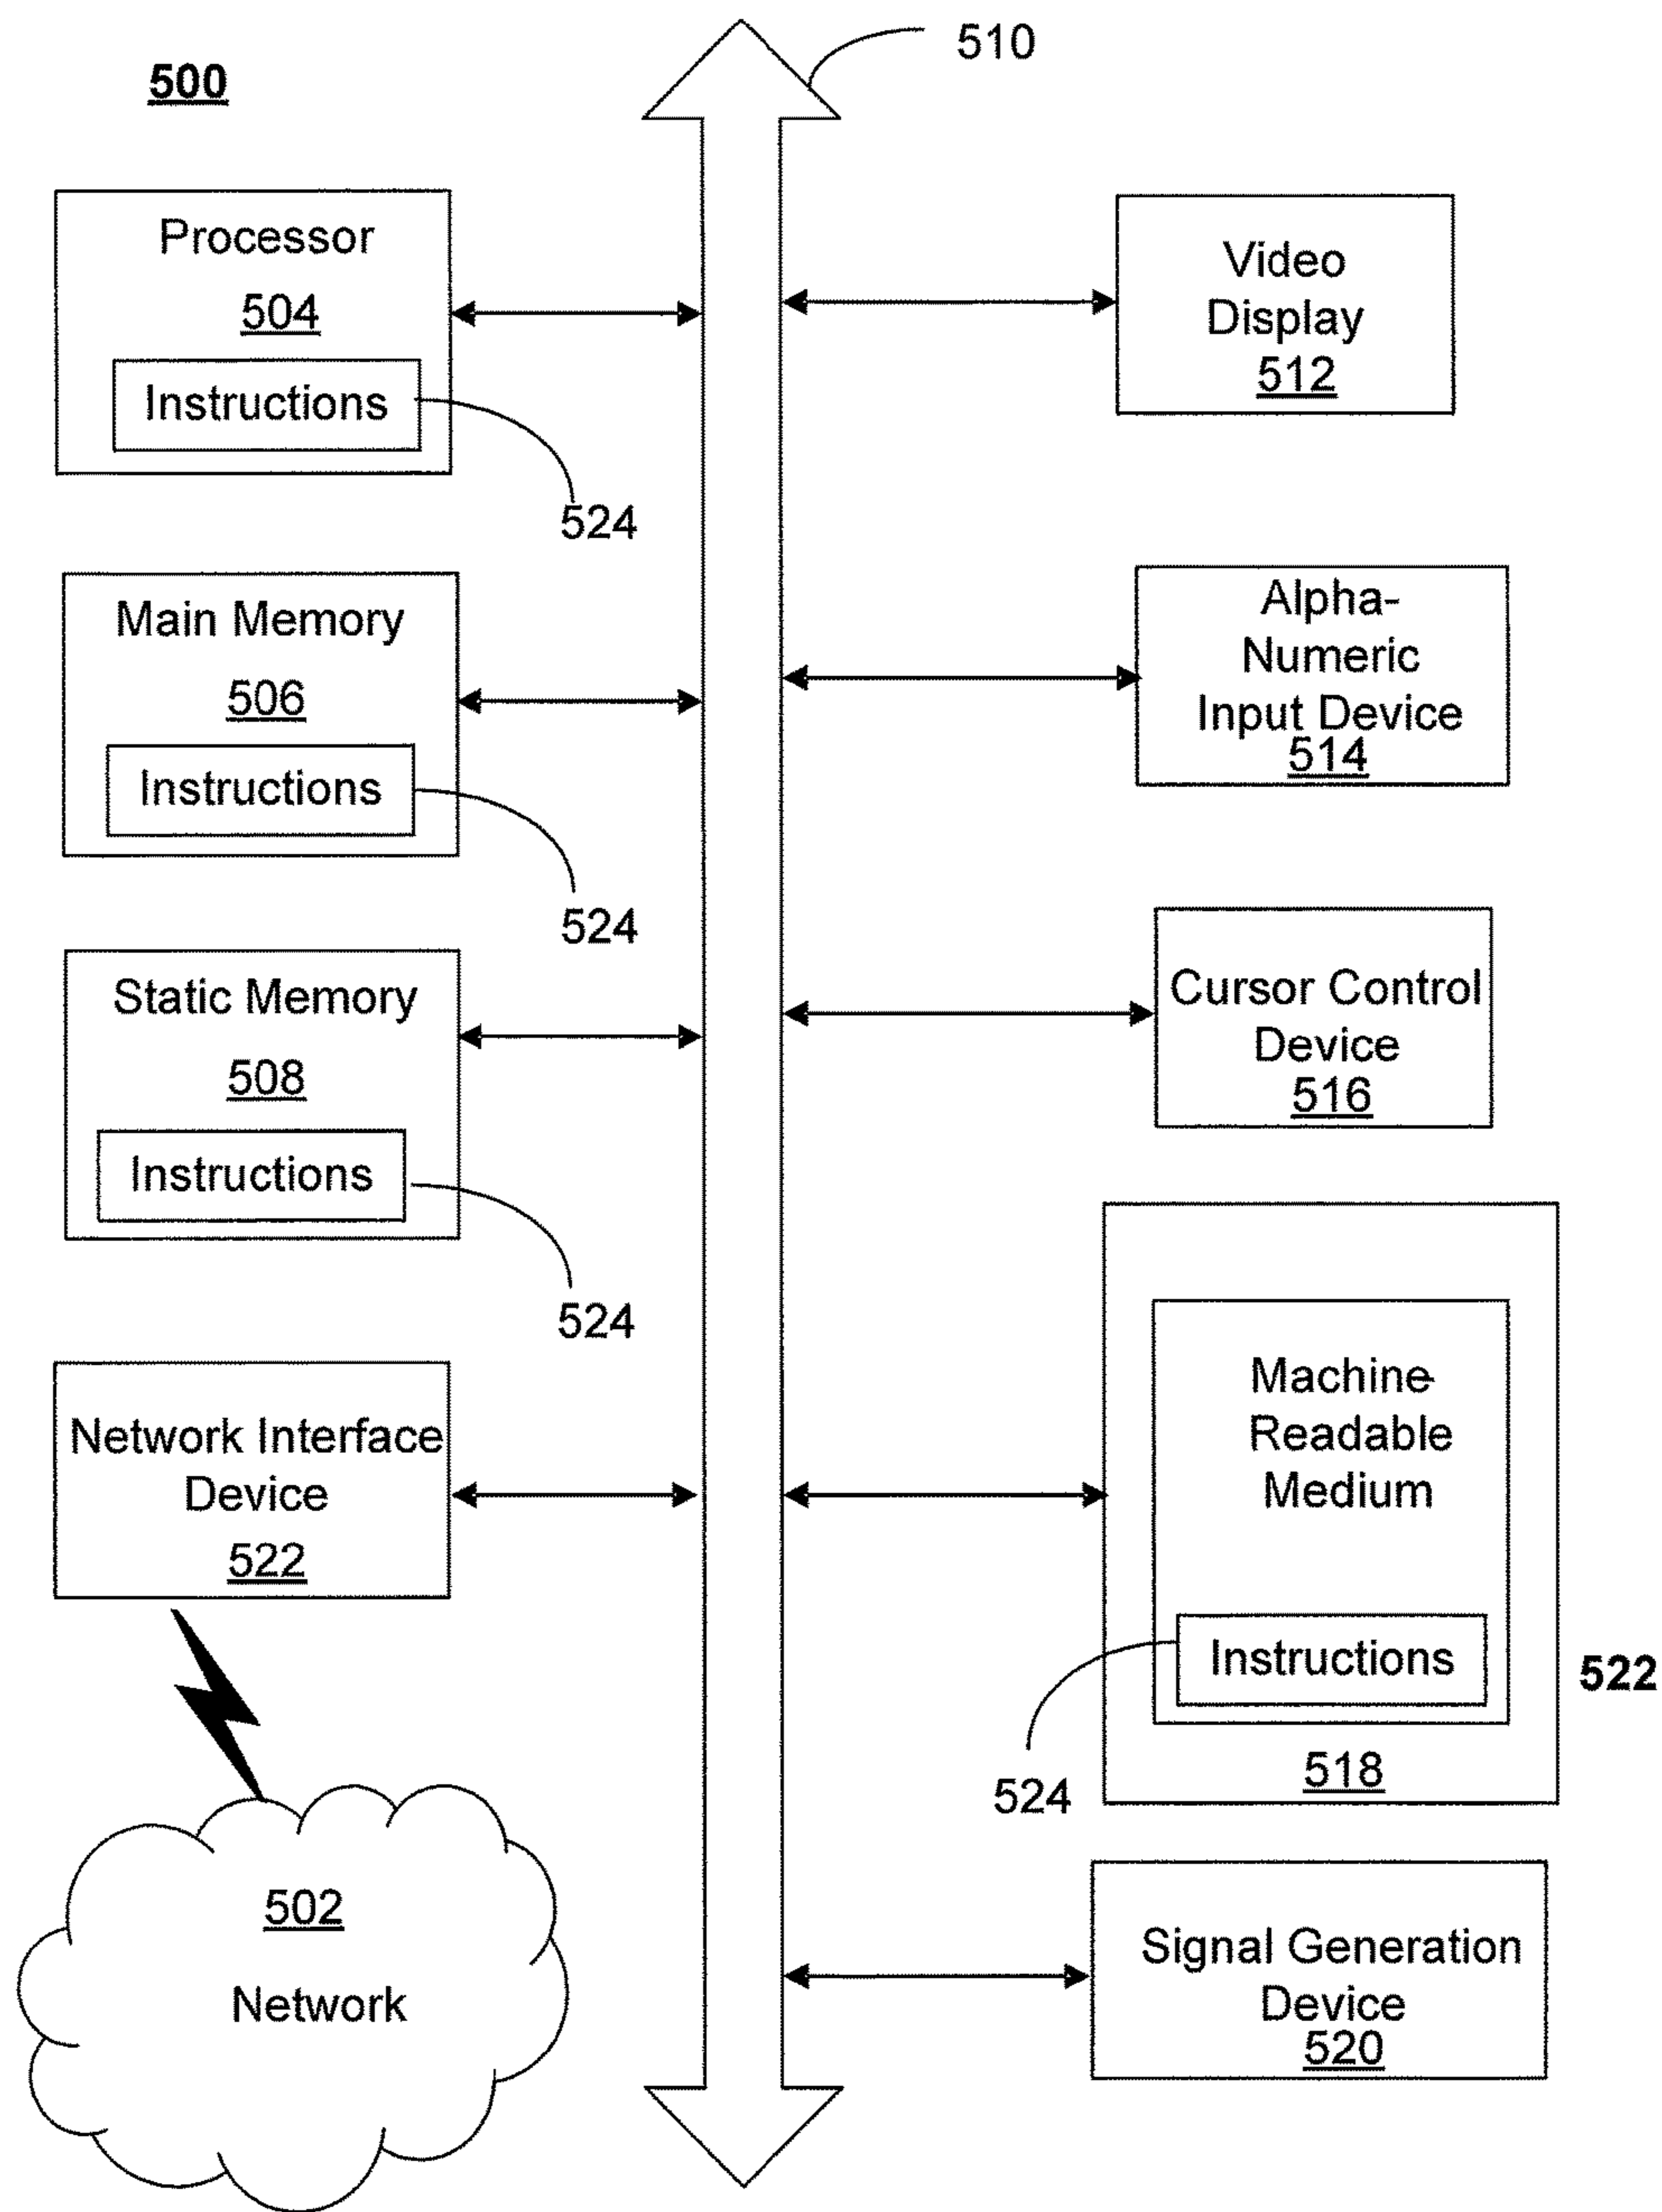 510
500
Processor
504
Instructions
524
Main Memory
506
Instructions
524
Static Memory
508
Instructions
524
Network Interface
Device
522
502
Network
Video
Display
512
Alpha-
Numeric
Input Device
514
Cursor Control
Device
516
Machine-
Readable
Medium
Instructions
522
524
518
Signal Generation
Device
520